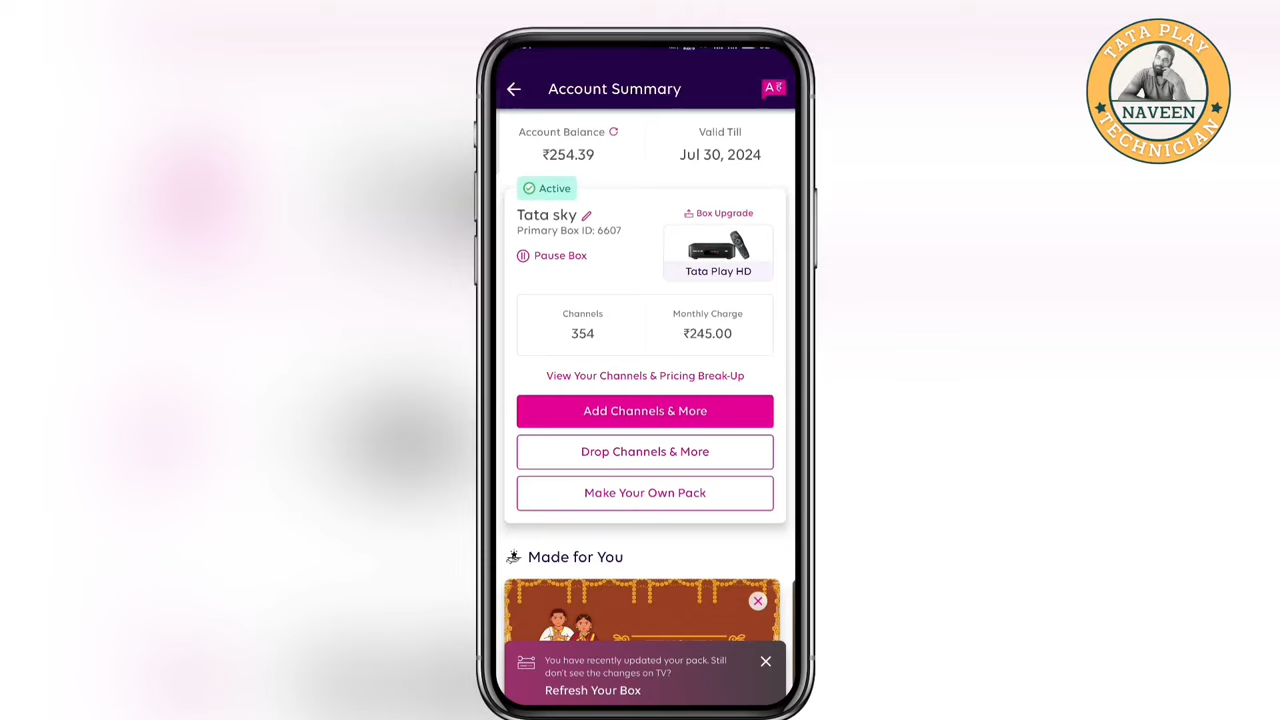 TATA PLAY
NAVEEN
TECHNICIAN
Account Summary
Account Balance
Valid Till
₹254.39
Jul 30, 2024
Active
Tata sky
Box Upgrade
Primary Box ID: 6607
Pause Box
Tata Play HD
Channels
Monthly Charge
354
₹245.00
View Your Channels & Pricing Break-Up
Add Channels & More
Drop Channels & More
Make Your Own Pack
Made for You
You have recently updated your pack. Still
don't see the changes on TV?
Refresh Your Box